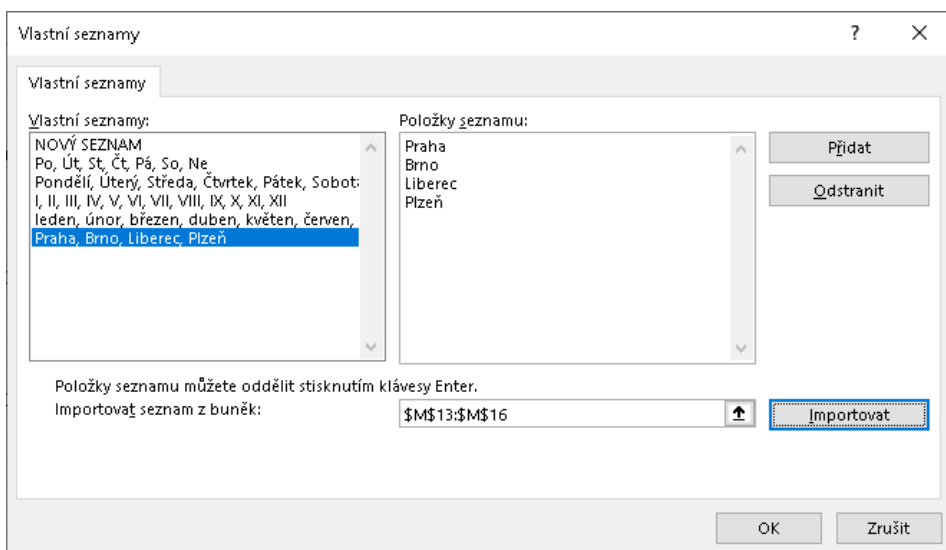 Vlastní seznamy
?
Vlastní seznamy
Vlastní seznamy:
NOVÝ SEZNAM
Po, Út, St, Čt, Pá, So, Ne
Pondělí, Úterý, Středa, Čtvrtek, Pátek, Sobota
I, II, III, IV, V, VI, VII, VIII, IX, X, XI, XII
leden, únor, březen, duben, květen, červen,
Praha, Brno, Liberec, Plzeň
Položky seznamu:
Praha
Brno
Liberec
Plzeň
Přidat
Odstranit
Položky seznamu můžete oddělit stisknutím klávesy Enter.
Importovat seznam z buněk:
$M$13:$M$16
Importovat
OK
Zrušit